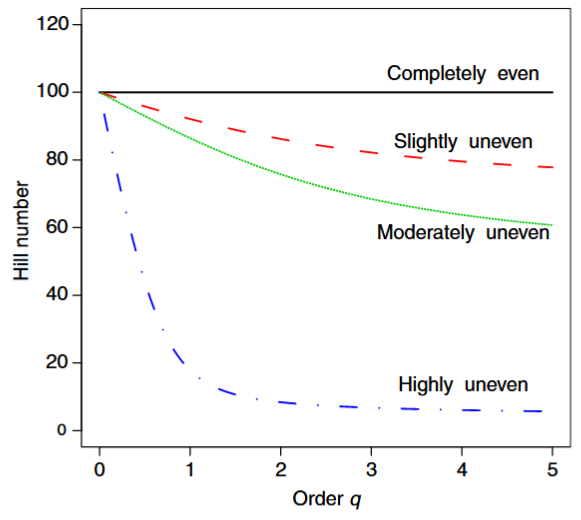 120
100
80
60
40
20
0
Hill number
Completely even
Slightly uneven
Moderately uneven
Highly uneven
0 1 2 3 4 5
Order q